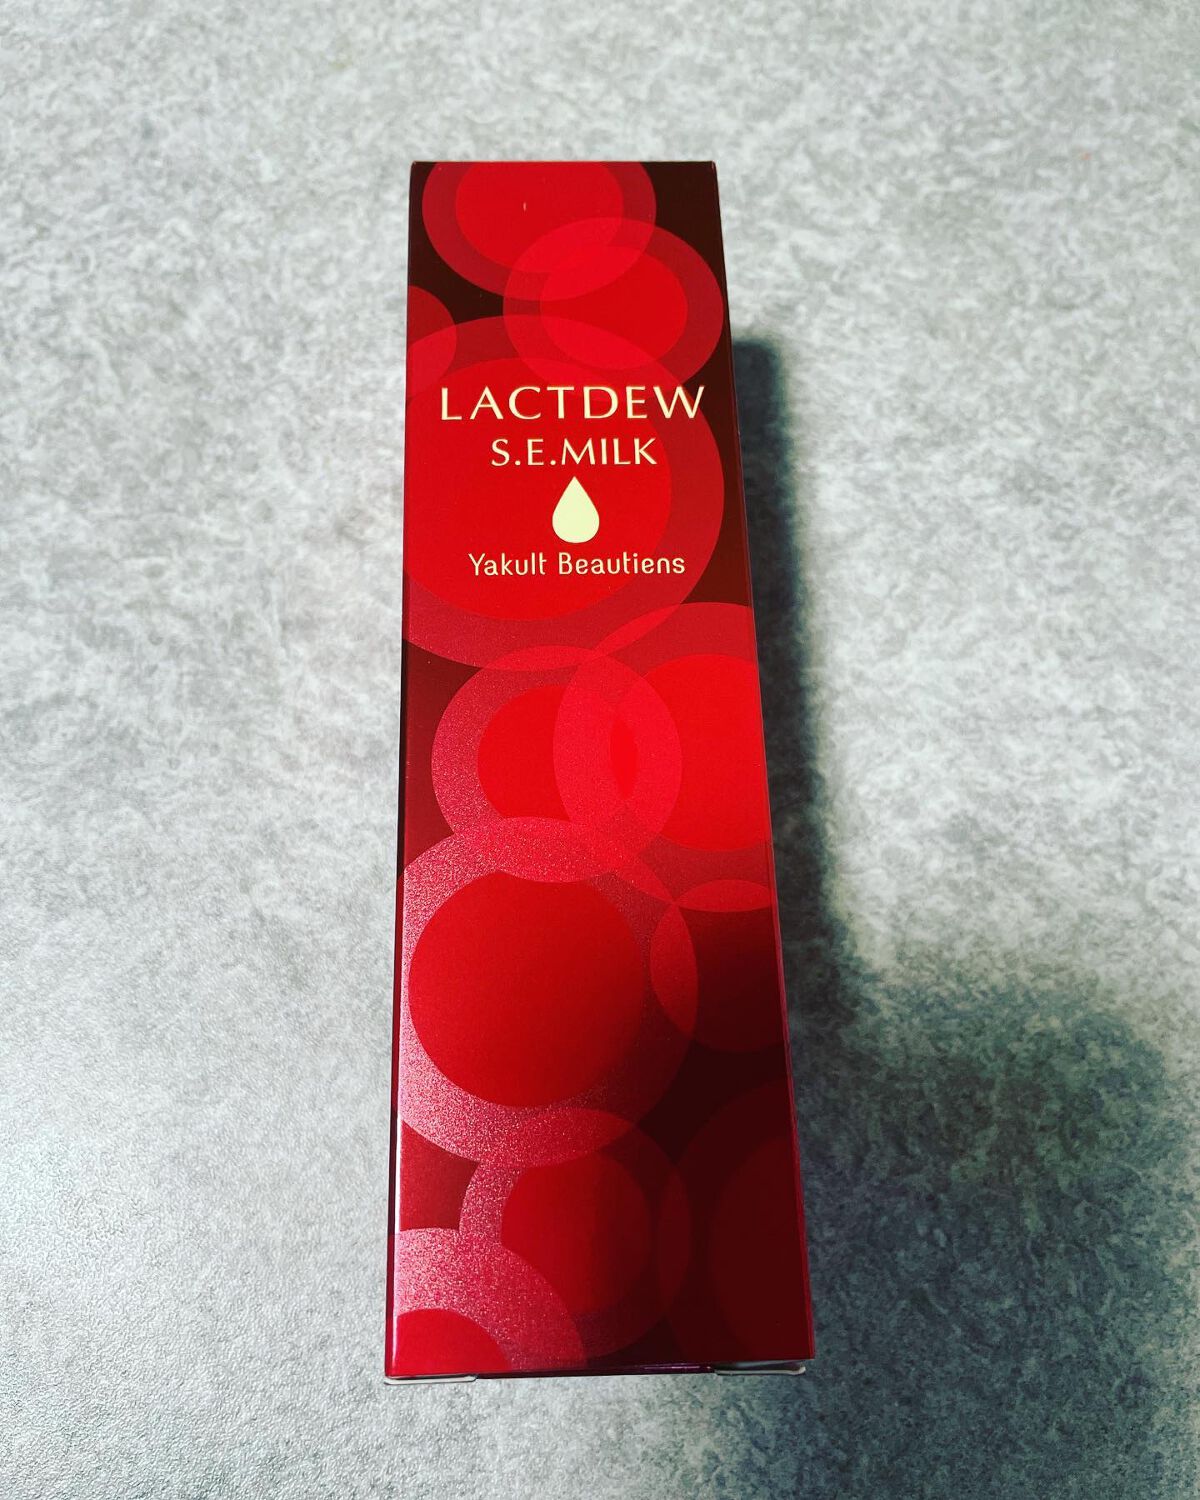 LACTDEW
S.E.MILK
Yakult Beautiens